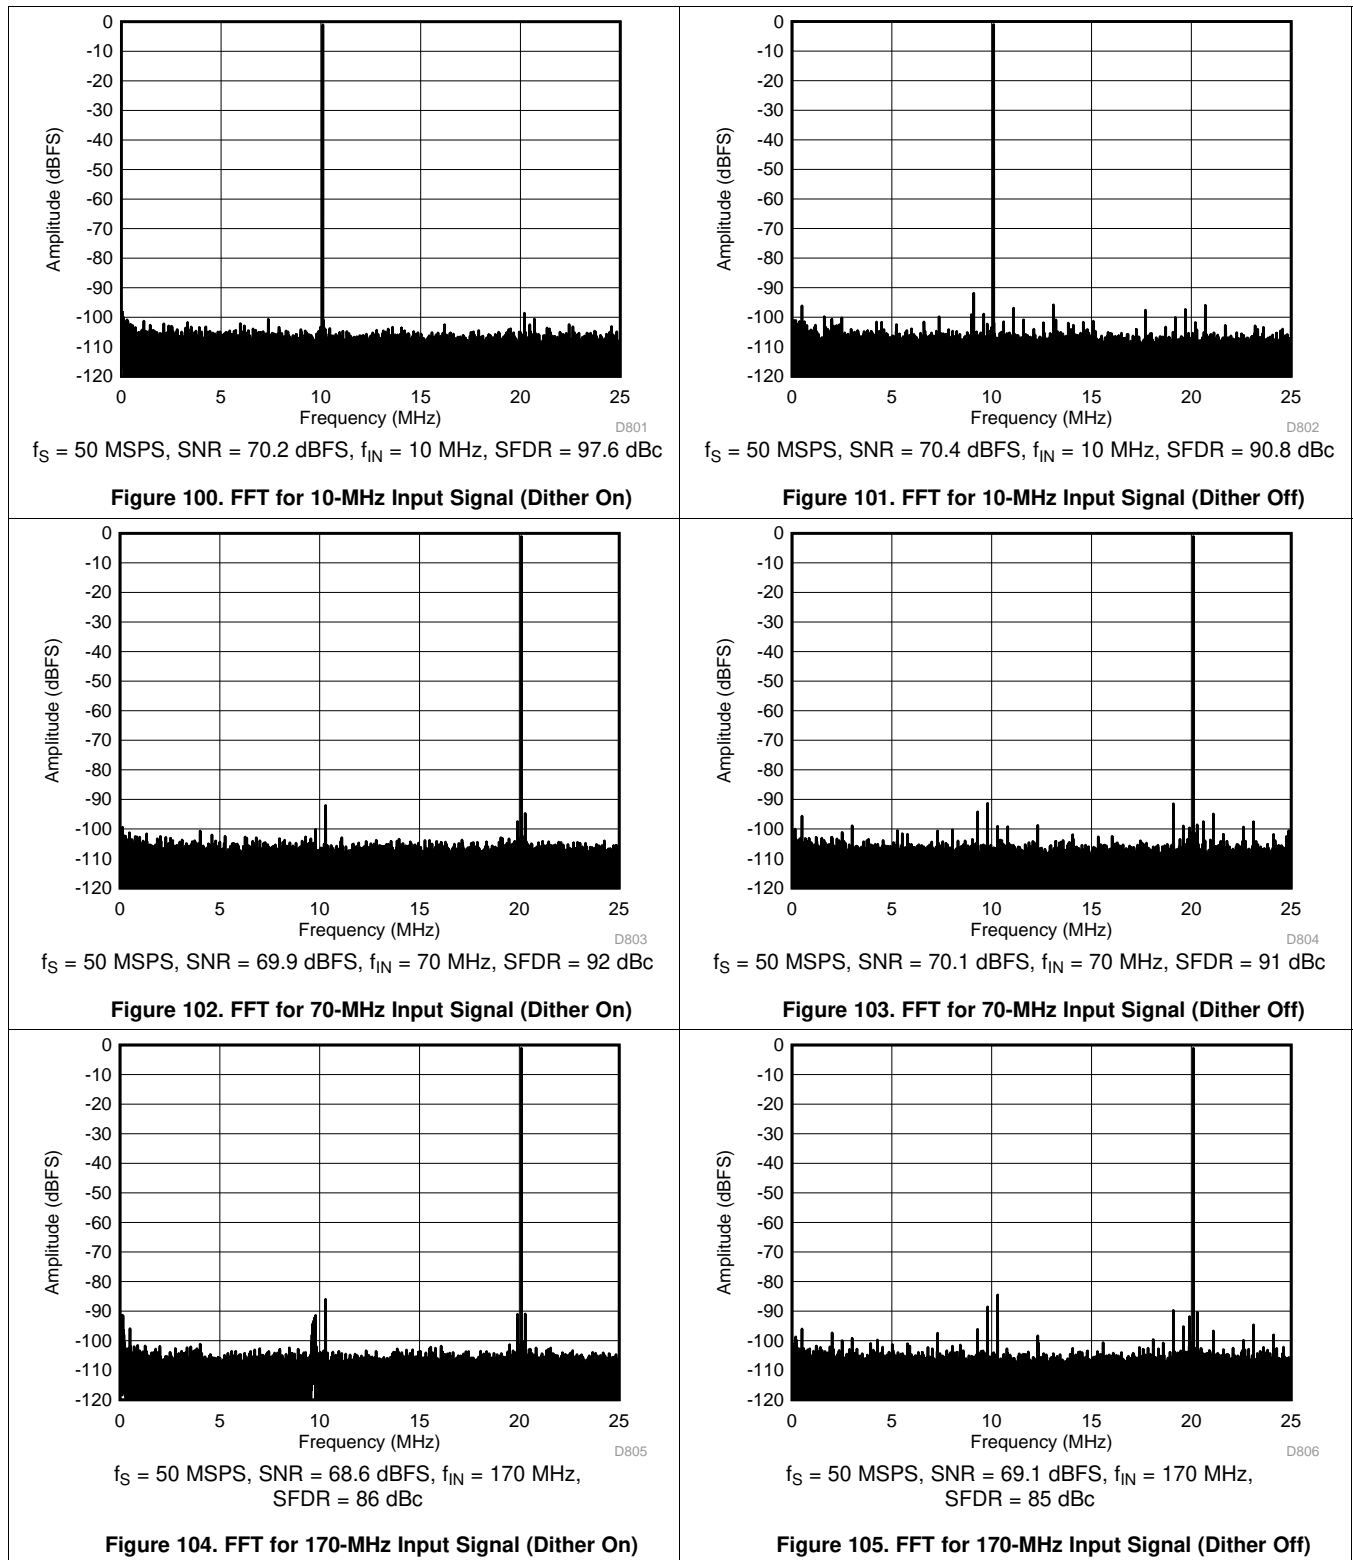 0
-10
-20
-30
-40
-50
-60
-70
-80
-90
-100
-110
-120
Amplitude (dBFS)
0 5 10 15 20 25
Frequency (MHz)
D801
fS = 50 MSPS, SNR = 70.2 dBFS, fIN = 10 MHz, SFDR = 97.6 dBc
Figure 100. FFT for 10-MHz Input Signal (Dither On)
0
-10
-20
-30
-40
-50
-60
-70
-80
-90
-100
-110
-120
Amplitude (dBFS)
0 5 10 15 20 25
Frequency (MHz)
D802
fS = 50 MSPS, SNR = 70.4 dBFS, fIN = 10 MHz, SFDR = 90.8 dBc
Figure 101. FFT for 10-MHz Input Signal (Dither Off)
0
-10
-20
-30
-40
-50
-60
-70
-80
-90
-100
-110
-120
Amplitude (dBFS)
0 5 10 15 20 25
Frequency (MHz)
D803
fS = 50 MSPS, SNR = 69.9 dBFS, fIN = 70 MHz, SFDR = 92 dBc
Figure 102. FFT for 70-MHz Input Signal (Dither On)
0
-10
-20
-30
-40
-50
-60
-70
-80
-90
-100
-110
-120
Amplitude (dBFS)
0 5 10 15 20 25
Frequency (MHz)
D804
fS = 50 MSPS, SNR = 70.1 dBFS, fIN = 70 MHz, SFDR = 91 dBc
Figure 103. FFT for 70-MHz Input Signal (Dither Off)
0
-10
-20
-30
-40
-50
-60
-70
-80
-90
-100
-110
-120
Amplitude (dBFS)
0 5 10 15 20 25
Frequency (MHz)
D805
fS = 50 MSPS, SNR = 68.6 dBFS, fIN = 170 MHz,
SFDR = 86 dBc
Figure 104. FFT for 170-MHz Input Signal (Dither On)
0
-10
-20
-30
-40
-50
-60
-70
-80
-90
-100
-110
-120
Amplitude (dBFS)
0 5 10 15 20 25
Frequency (MHz)
D806
fS = 50 MSPS, SNR = 69.1 dBFS, fIN = 170 MHz,
SFDR = 85 dBc
Figure 105. FFT for 170-MHz Input Signal (Dither Off)